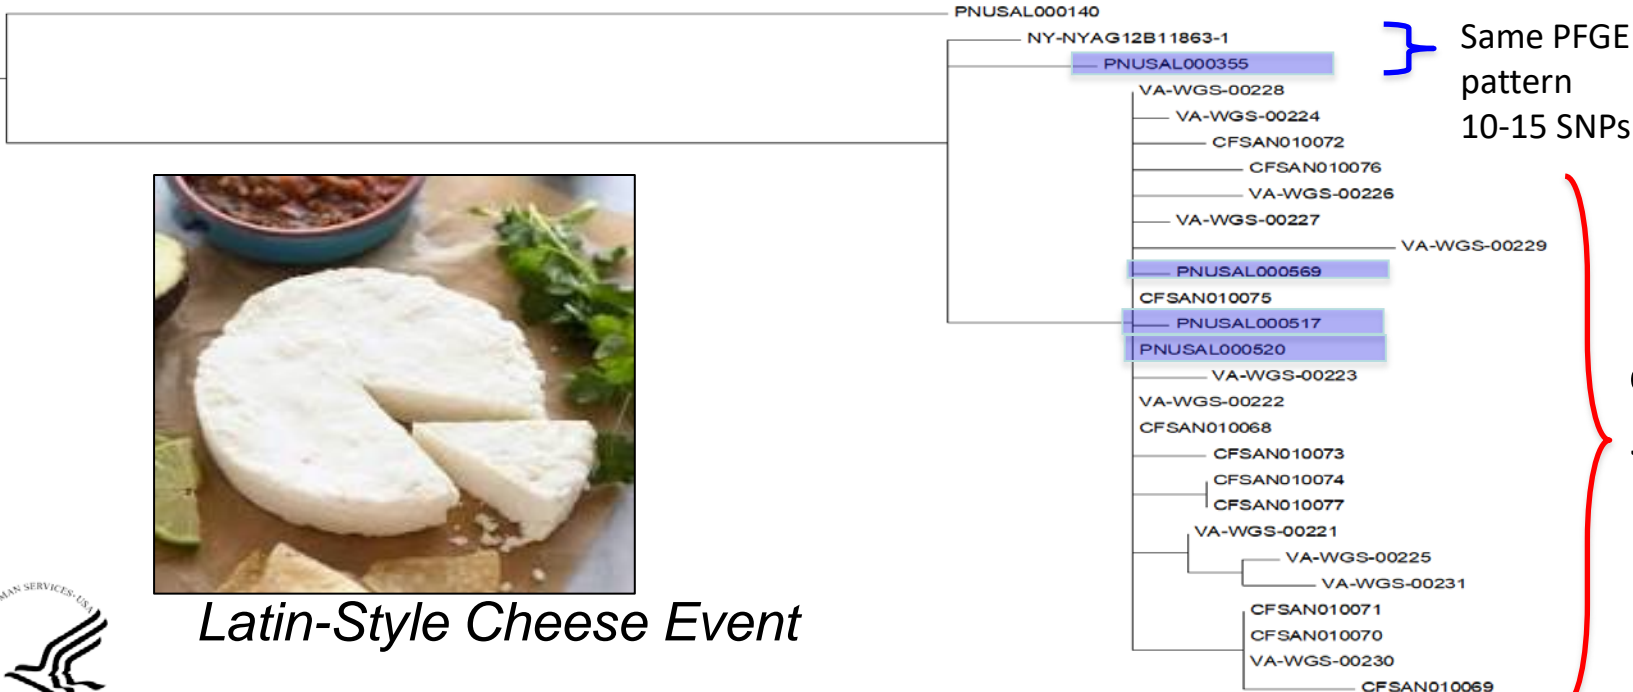 PNUSAL000140
NY-NYAG12B11863-1
PNUSAL000355
Same PFGE
pattern
10-15 SNPs
VA-WGS-00228
VA-WGS-00224
CFSAN010072
CFSAN010076
VA-WGS-00226
VA-WGS-00227
VA-WGS-00229
PNUSAL000569
CFSAN010075
PNUSAL000517
PNUSAL000520
VA-WGS-00223
VA-WGS-00222
CFSAN010068
CFSAN010073
CFSAN010074
CFSAN010077
VA-WGS-00221
VA-WGS-00225
VA-WGS-00231
CFSAN010071
CFSAN010070
VA-WGS-00230
CFSAN010069
Latin-Style Cheese Event
SERVICES·USA